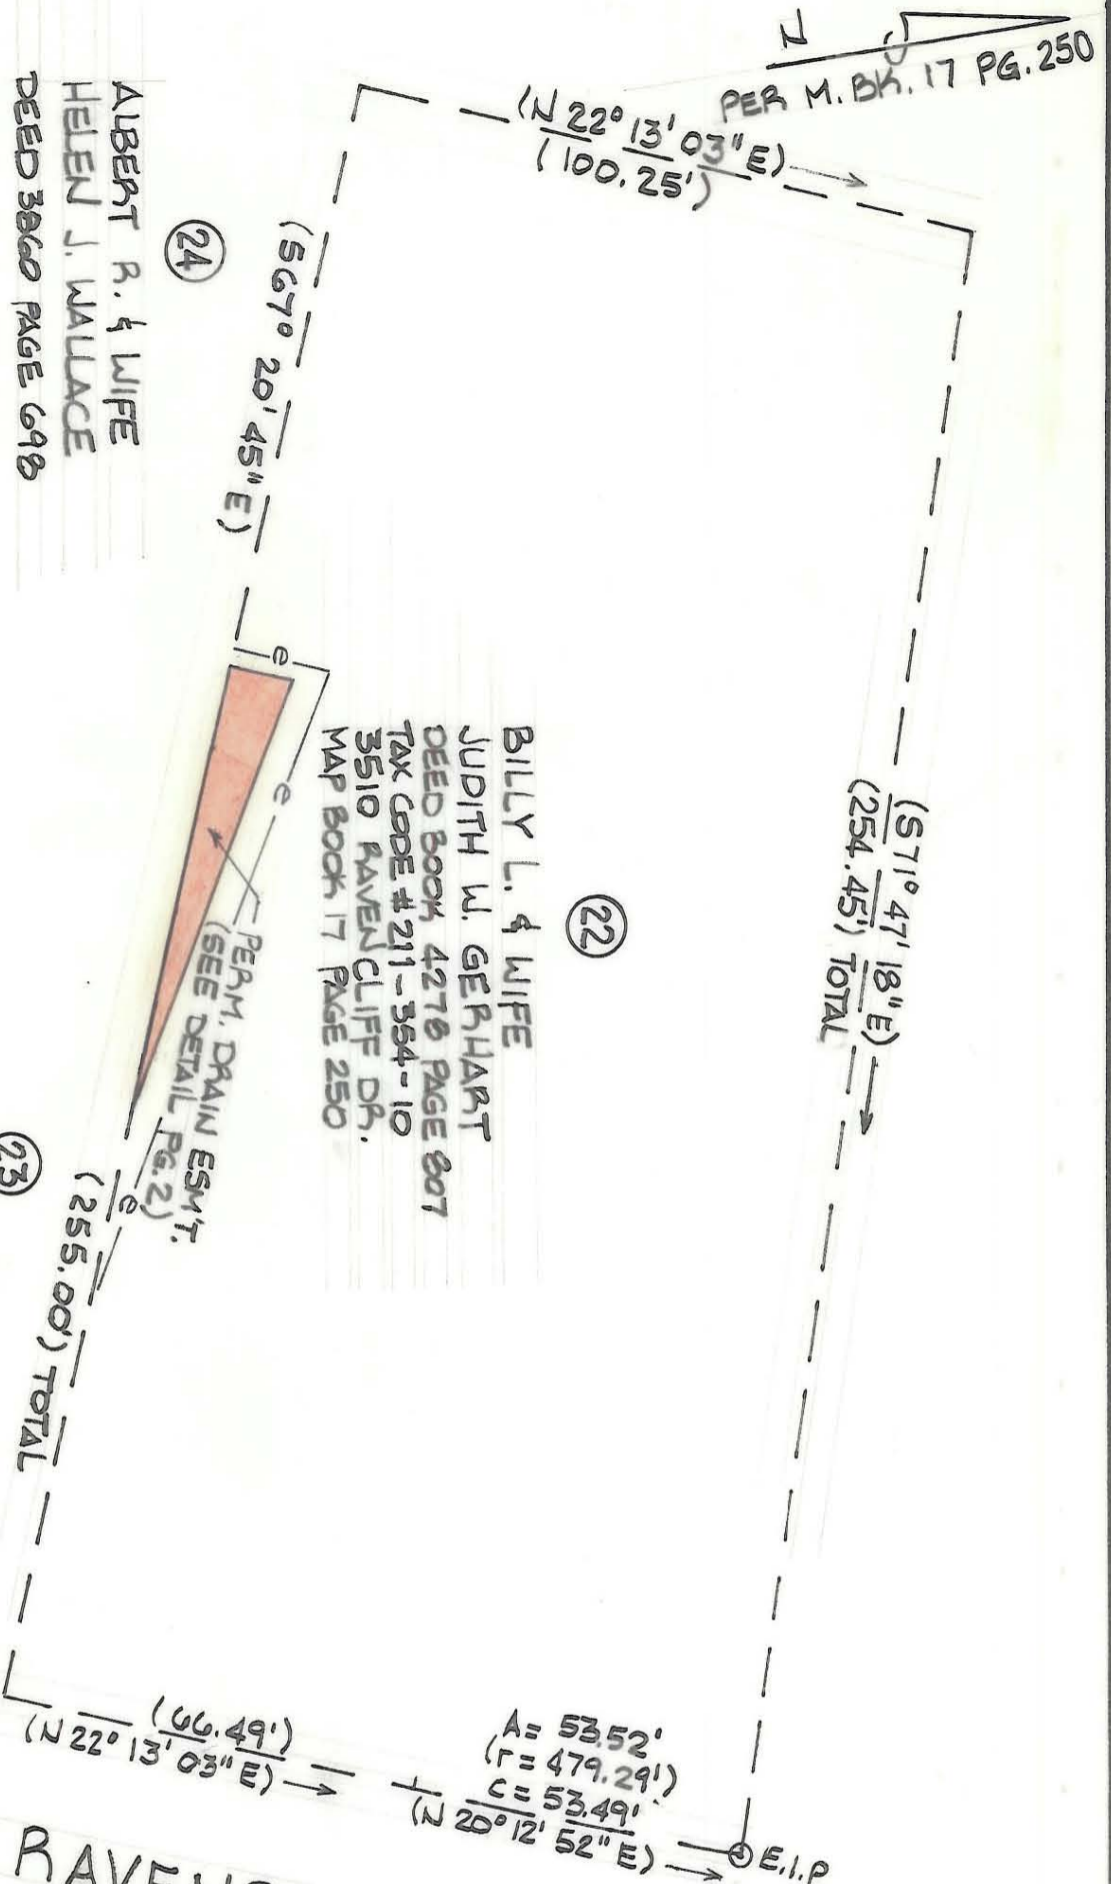 N
PER M. BK. 17 PG. 250
(N 22° 13' 03" E)
(100.25')
(S71° 47' 18" E)
(254.45') TOTAL
22
BILLY L. & WIFE
JUDITH W. GERHART
DEED BOOK 4278 PAGE 807
TAX CODE # 211-354-10
3510 RAVENCLIFF DR.
MAP BOOK 17 PAGE 250
(S67° 20' 45" E)
24
ALBERT R. & WIFE
HELEN J. WALLACE
DEED 3860 PAGE 698
e
e
PERM. DRAIN ESM'T.
(SEE DETAIL PG. 2)
e
(255.00') TOTAL
23
(66.49')
(N 22° 13' 03" E)
A= 53.52'
(r= 479.29')
C= 53.49'
(N 20° 12' 52" E)
E.I.P